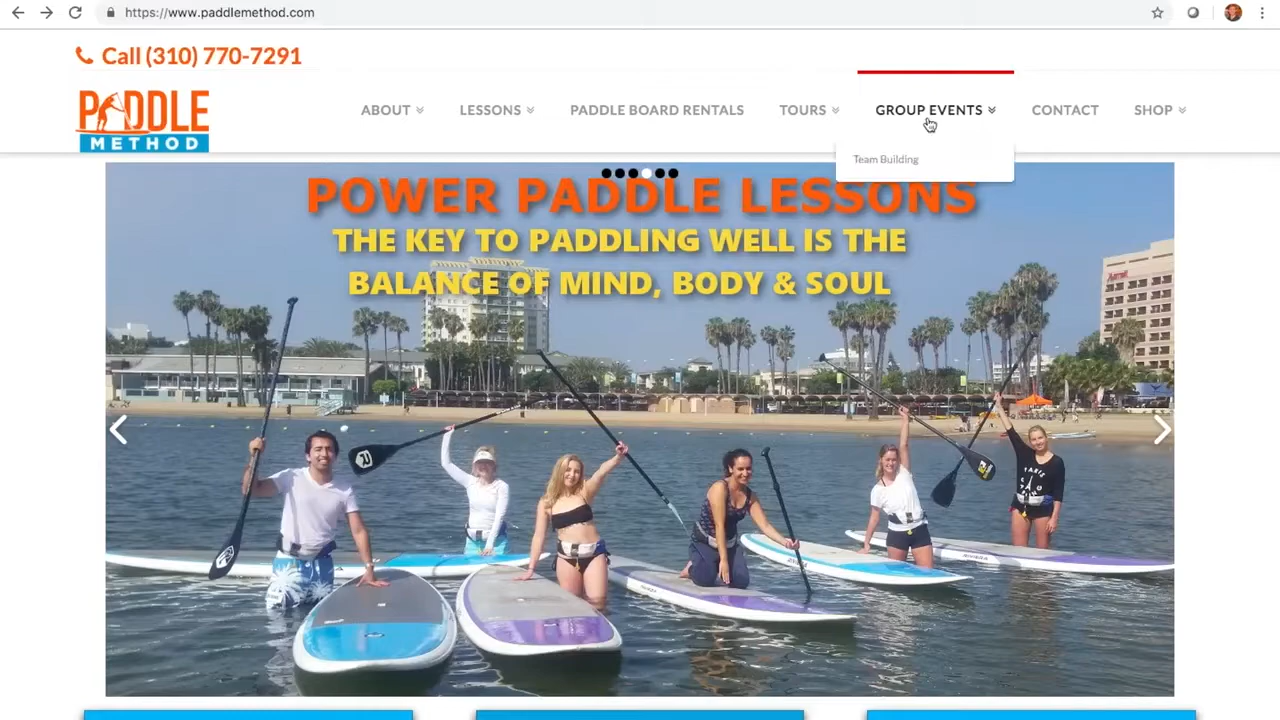 https://www.paddlemethod.com
Call (310) 770-7291
PADDLE
METHOD
ABOUT
LESSONS
PADDLE BOARD RENTALS
TOURS
GROUP EVENTS
CONTACT
SHOP
Team Building
POWER PADDLE LESSONS
THE KEY TO PADDLING WELL IS THE
BALANCE OF MIND, BODY & SOUL
Marriott